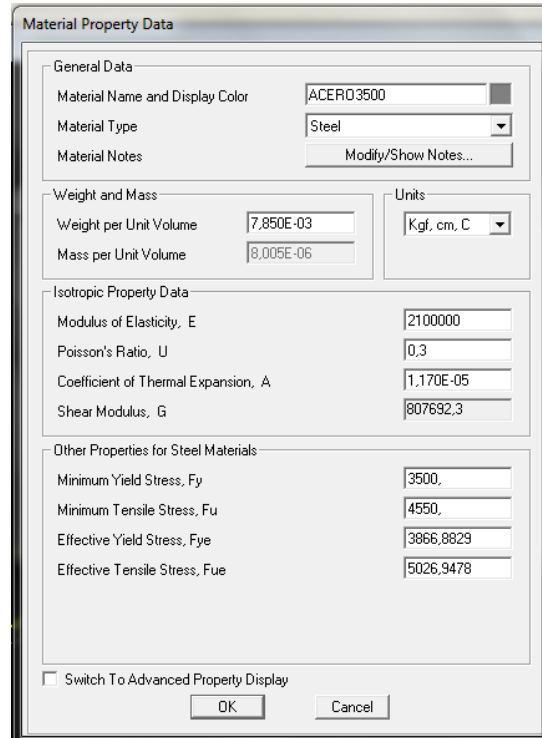 Material Property Data
General Data
Material Name and Display Color ACERO3500
Material Type Steel
Material Notes Modify/Show Notes...
Weight and Mass Units
Weight per Unit Volume 7,850E-03 Kgf, cm, C
Mass per Unit Volume 8,005E-06
Isotropic Property Data
Modulus of Elasticity, E 2100000
Poisson's Ratio, U 0,3
Coefficient of Thermal Expansion, A 1,170E-05
Shear Modulus, G 807692,3
Other Properties for Steel Materials
Minimum Yield Stress, Fy 3500,
Minimum Tensile Stress, Fu 4550,
Effective Yield Stress, Fye 3866,8829
Effective Tensile Stress, Fue 5026,9478
Switch To Advanced Property Display
OK Cancel